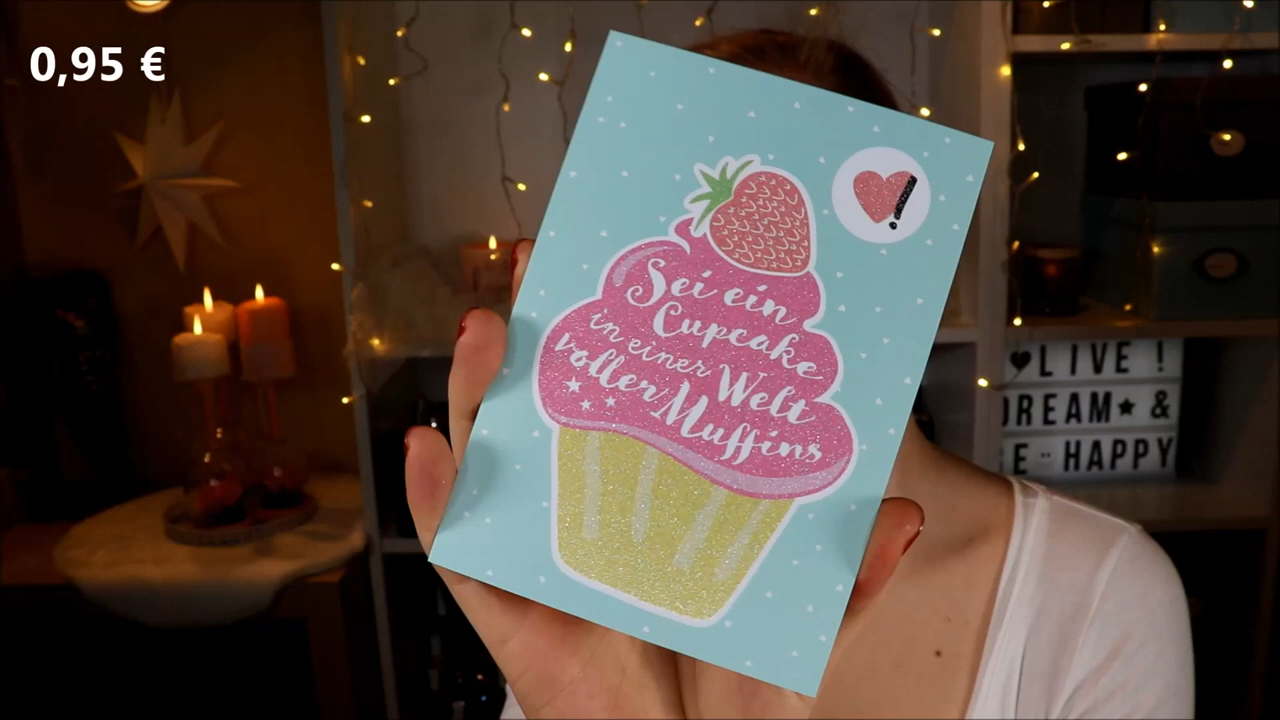 0,95 €
Sei ein
Cupcake
in einer Welt
voller Muffins
!
LIVE !
DREAM★ &
E HAPPY